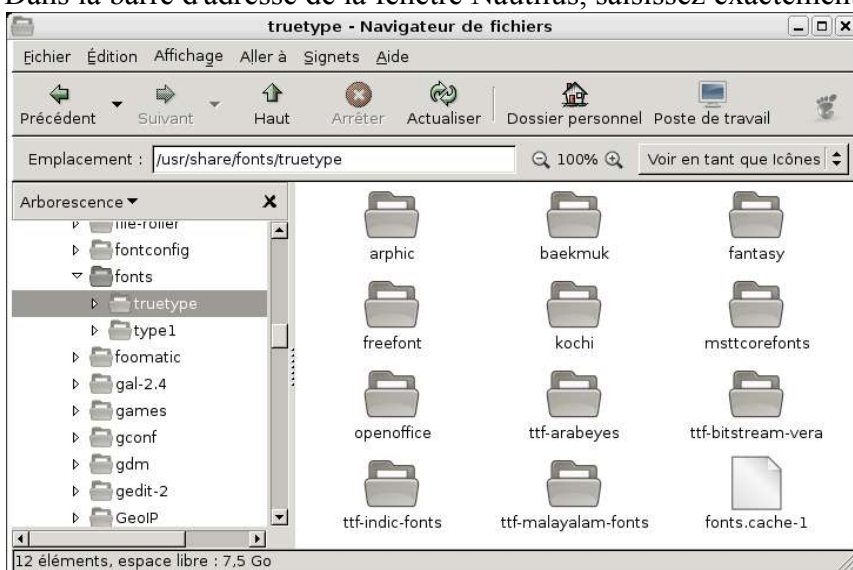 Dans la barre d'adresse de la fenêtre Nautilus, saisissez exactement
truetype - Navigateur de fichiers
Fichier Édition Affichage Aller à Signets Aide
Précédent Suivant Haut Arrêter Actualiser Dossier personnel Poste de travail
Emplacement : /usr/share/fonts/truetype 100% Voir en tant que Icônes
Arborescence
file-roller
fontconfig
fonts
truetype
type1
foomatic
gal-2.4
games
gconf
gdm
gedit-2
GeoIP
arphic baekmuk fantasy
freefont kochi msttcorefonts
openoffice ttf-arabeyes ttf-bitstream-vera
ttf-indic-fonts ttf-malayalam-fonts fonts.cache-1
12 éléments, espace libre : 7,5 Go